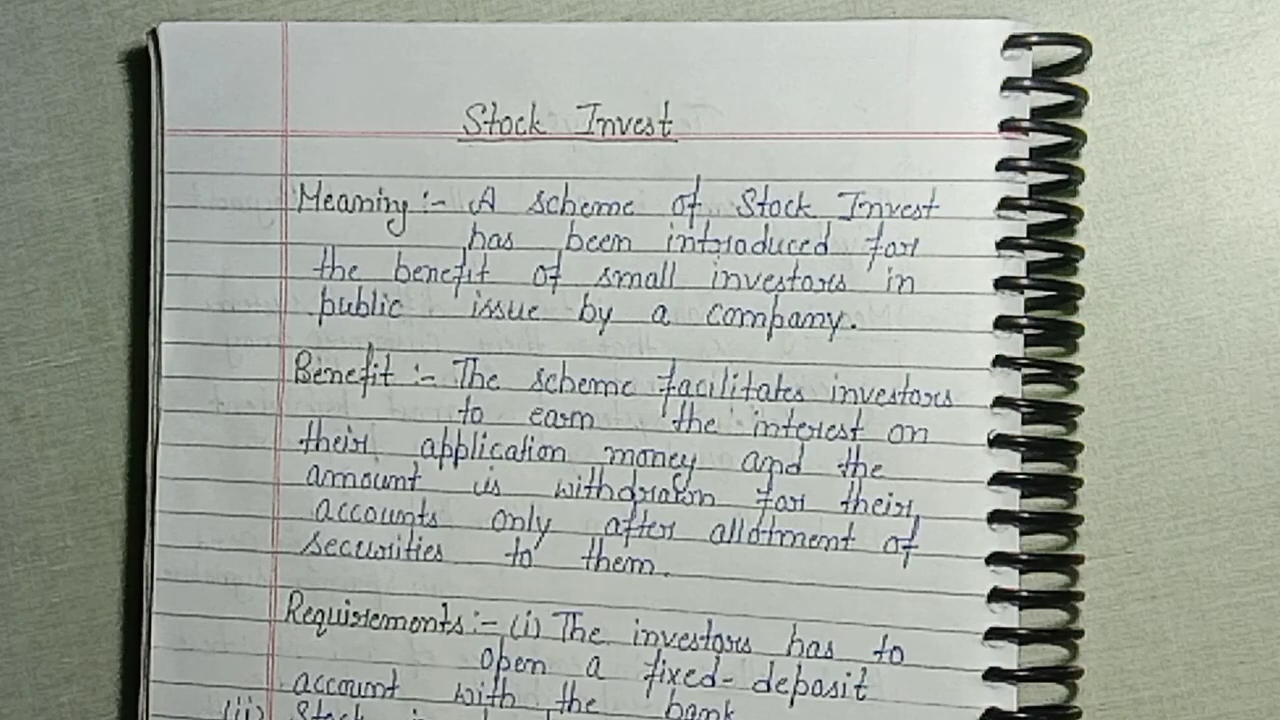 Stock Invest
Meaning :- A scheme of Stock Invest
has been introduced for
the benefit of small investors in
public issue by a company.
Benefit :- The scheme facilitates investors
to earn the interest on
their application money and the
amount is withdrawn for their
accounts only after allotment of
securities to them.
Requirements :- (i) The investors has to
open a fixed-deposit
account with the bank
(ii) Stock